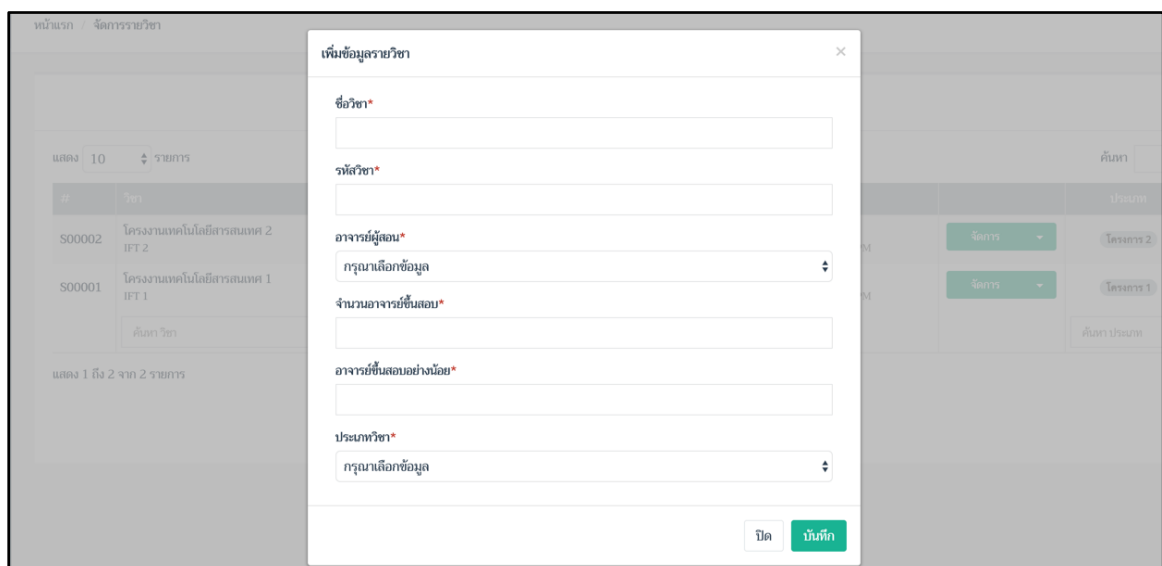 หน้าแรก / จัดการรายวิชา
เพิ่มข้อมูลรายวิชา ×
ชื่อวิชา*
แสดง 10 รายการ
ค้นหา
รหัสวิชา*
# วิชา ประเภท
อาจารย์ผู้สอน*
S00002 โครงงานเทคโนโลยีสารสนเทศ 2 จัดการ โครงการ 2
IFT 2
กรุณาเลือกข้อมูล
S00001 โครงงานเทคโนโลยีสารสนเทศ 1 จัดการ โครงการ 1
IFT 1
จำนวนอาจารย์ขึ้นสอบ*
ค้นหา วิชา ค้นหา ประเภท
แสดง 1 ถึง 2 จาก 2 รายการ
อาจารย์ขึ้นสอบอย่างน้อย*
ประเภทวิชา*
กรุณาเลือกข้อมูล
ปิด บันทึก